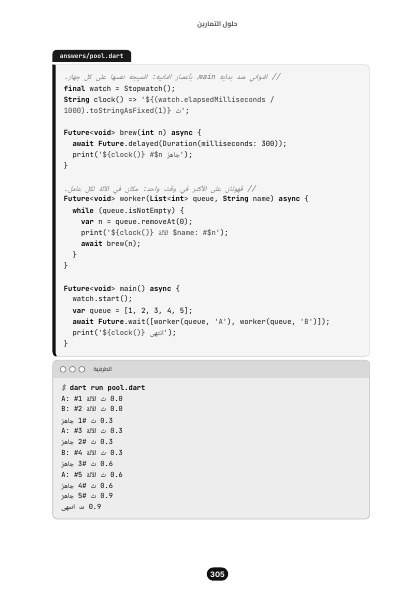 حلول التمارين
answers/pool.dart
// الثواني منذ بداية main، بأعشار الثانية: النتيجة نفسها على كل جهاز.
final watch = Stopwatch();
String clock() => '${(watch.elapsedMilliseconds /
1000).toStringAsFixed(1)} ث';
Future<void> brew(int n) async {
  await Future.delayed(Duration(milliseconds: 300));
  print('${clock()} #$n جاهز');
}
// قهوتان على الأكثر في وقت واحد: مكان في الآلة لكل عامل.
Future<void> worker(List<int> queue, String name) async {
  while (queue.isNotEmpty) {
    var n = queue.removeAt(0);
    print('${clock()} الآلة $name: #$n');
    await brew(n);
  }
}
Future<void> main() async {
  watch.start();
  var queue = [1, 2, 3, 4, 5];
  await Future.wait([worker(queue, 'A'), worker(queue, 'B')]);
  print('${clock()} انتهى');
}
الطرفية
$ dart run pool.dart
0.0 ث الآلة A: #1
0.0 ث الآلة B: #2
0.3 ث #1 جاهز
0.3 ث الآلة A: #3
0.3 ث #2 جاهز
0.3 ث الآلة B: #4
0.6 ث #3 جاهز
0.6 ث الآلة A: #5
0.6 ث #4 جاهز
0.9 ث #5 جاهز
0.9 ث انتهى
305